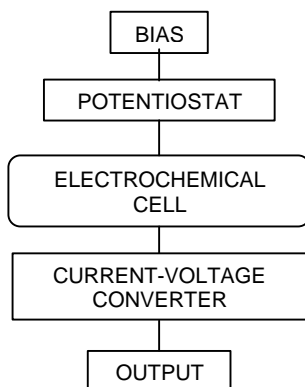 BIAS
POTENTIOSTAT
ELECTROCHEMICAL
CELL
CURRENT-VOLTAGE
CONVERTER
OUTPUT